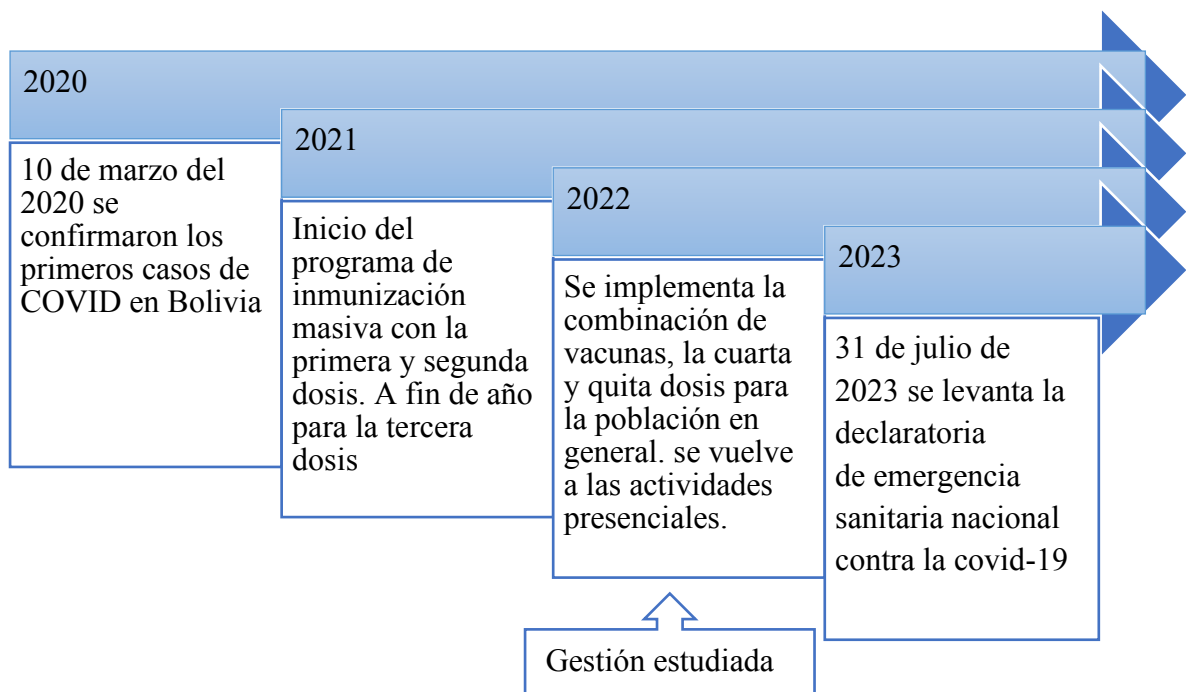 2020
10 de marzo del
2020 se
confirmaron los
primeros casos de
COVID en Bolivia
2021
Inicio del
programa de
inmunización
masiva con la
primera y segunda
dosis. A fin de año
para la tercera
dosis
2022
Se implementa la
combinación de
vacunas, la cuarta
y quita dosis para
la población en
general. se vuelve
a las actividades
presenciales.
2023
31 de julio de
2023 se levanta la
declaratoria
de emergencia
sanitaria nacional
contra la covid-19
Gestión estudiada